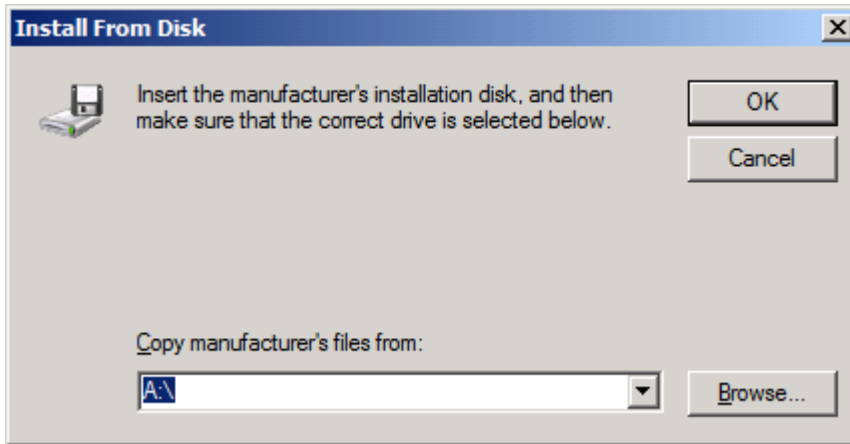 Install From Disk
Insert the manufacturer's installation disk, and then
make sure that the correct drive is selected below.
OK
Cancel
Copy manufacturer's files from:
A:\
Browse...